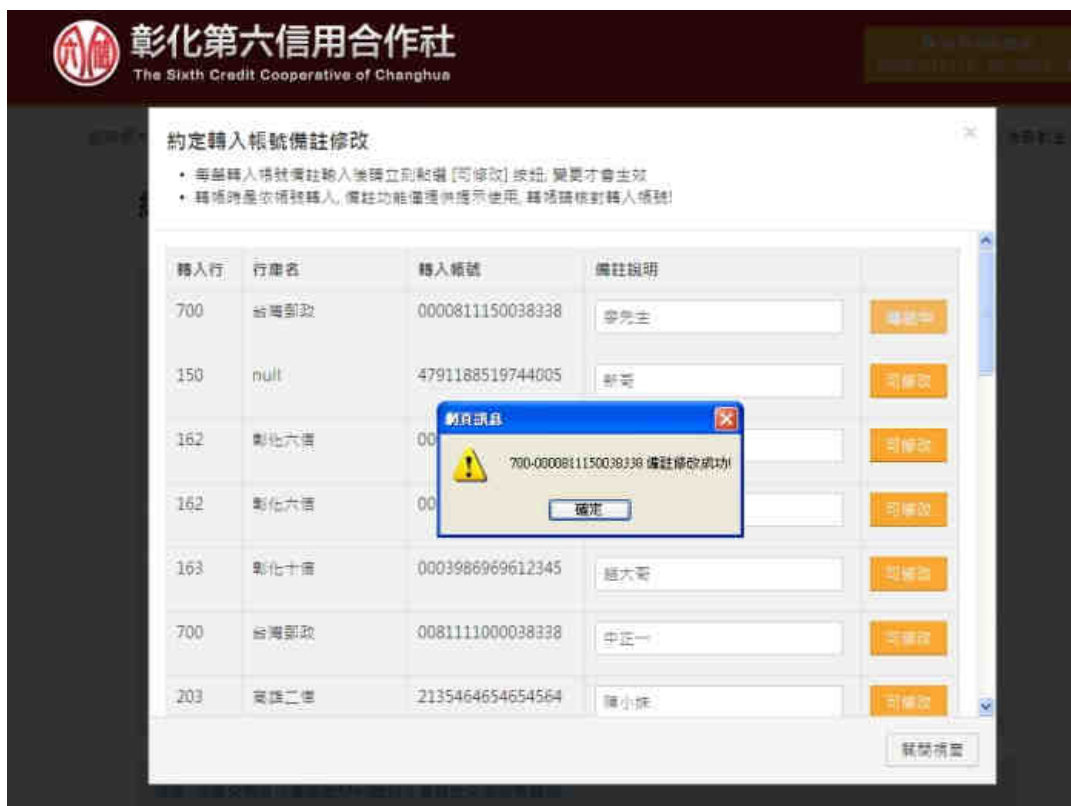 彰化第六信用合作社
The Sixth Credit Cooperative of Changhua
約定轉入帳號備註修改
每筆轉入帳號備註輸入後請立刻點選 [可修改] 按鈕, 變更才會生效
轉帳時是依帳號轉入, 備註功能僅提供提示使用, 轉帳請核對轉入帳號!
轉入行 行庫名 轉入帳號 備註說明
700 台灣郵政 0000811150038338 廖先生
150 null 4791188519744005 新哥 可修改
162 彰化六信 00 可修改
網頁訊息
700-0000811150038338 備註修改成功!
確定
162 彰化六信 00 可修改
163 彰化十信 0003986969612345 趙大哥 可修改
700 台灣郵政 0081111000038338 中正一 可修改
203 高雄二信 2135464654654564 陳小妹 可修改
關閉視窗